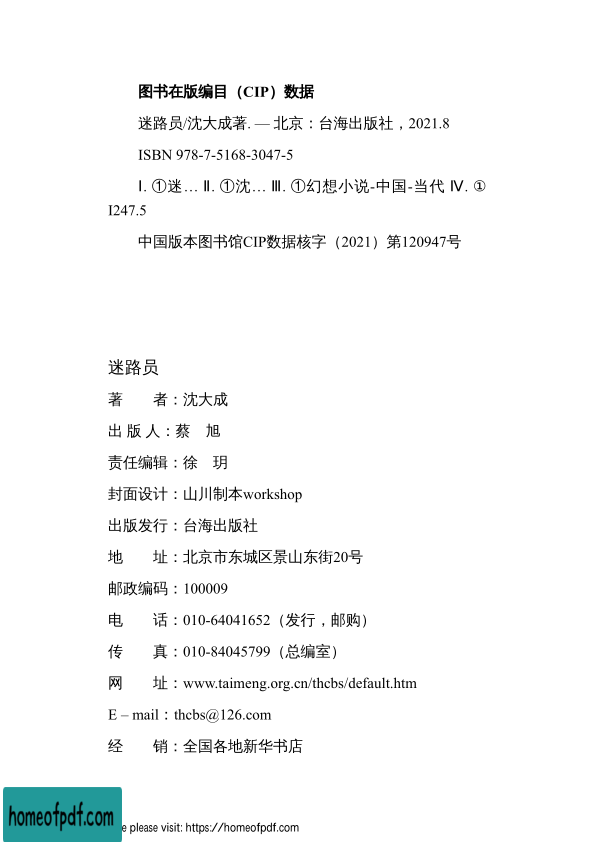 图书在版编目（CIP）数据
迷路员/沈大成著. — 北京：台海出版社，2021.8
ISBN 978-7-5168-3047-5
Ⅰ. ①迷… Ⅱ. ①沈… Ⅲ. ①幻想小说-中国-当代 Ⅳ. ①
I247.5
中国版本图书馆CIP数据核字（2021）第120947号
迷路员
著　　者：沈大成
出 版 人：蔡　旭
责任编辑：徐　玥
封面设计：山川制本workshop
出版发行：台海出版社
地　　址：北京市东城区景山东街20号
邮政编码：100009
电　　话：010-64041652（发行，邮购）
传　　真：010-84045799（总编室）
网　　址：www.taimeng.org.cn/thcbs/default.htm
E – mail：thcbs@126.com
经　　销：全国各地新华书店
homeofpdf.com
please visit: https://homeofpdf.com